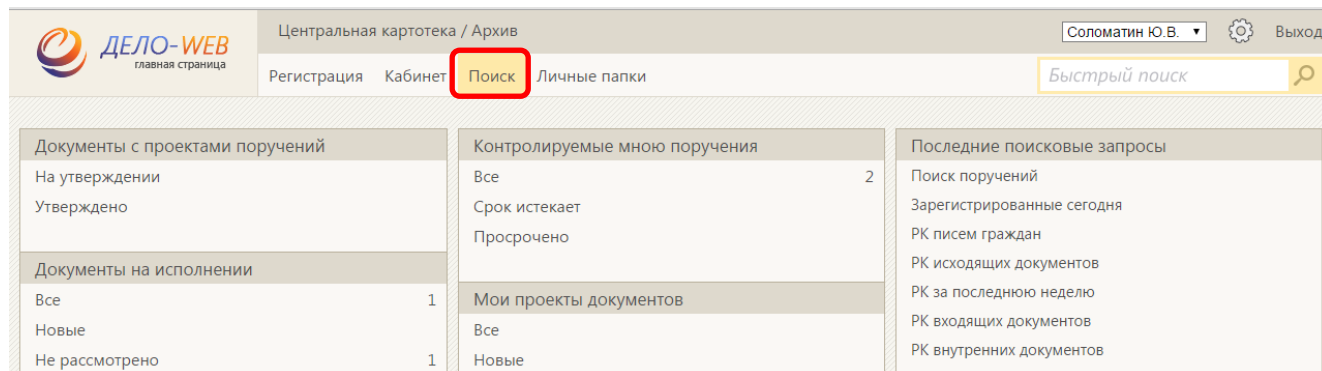 ДЕЛО-WEB
главная страница
Центральная картотека / Архив
Соломатин Ю.В.
Выход
Регистрация Кабинет Поиск Личные папки
Быстрый поиск
Документы с проектами поручений
На утверждении
Утверждено
Документы на исполнении
Все 1
Новые
Не рассмотрено 1
Контролируемые мною поручения
Все 2
Срок истекает
Просрочено
Мои проекты документов
Все
Новые
Последние поисковые запросы
Поиск поручений
Зарегистрированные сегодня
РК писем граждан
РК исходящих документов
РК за последнюю неделю
РК входящих документов
РК внутренних документов